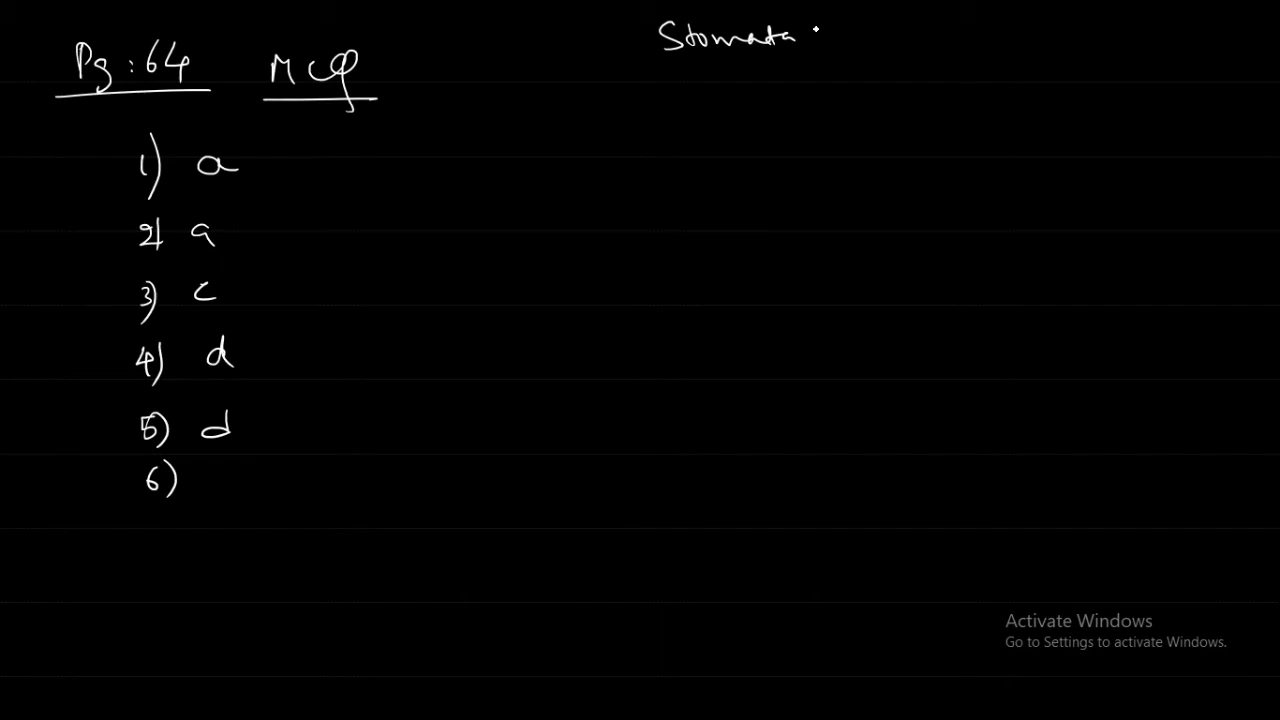 Pg : 64 MCQ
Stomata
1) a
2) a
3) c
4) d
5) d
6)
Activate Windows
Go to Settings to activate Windows.